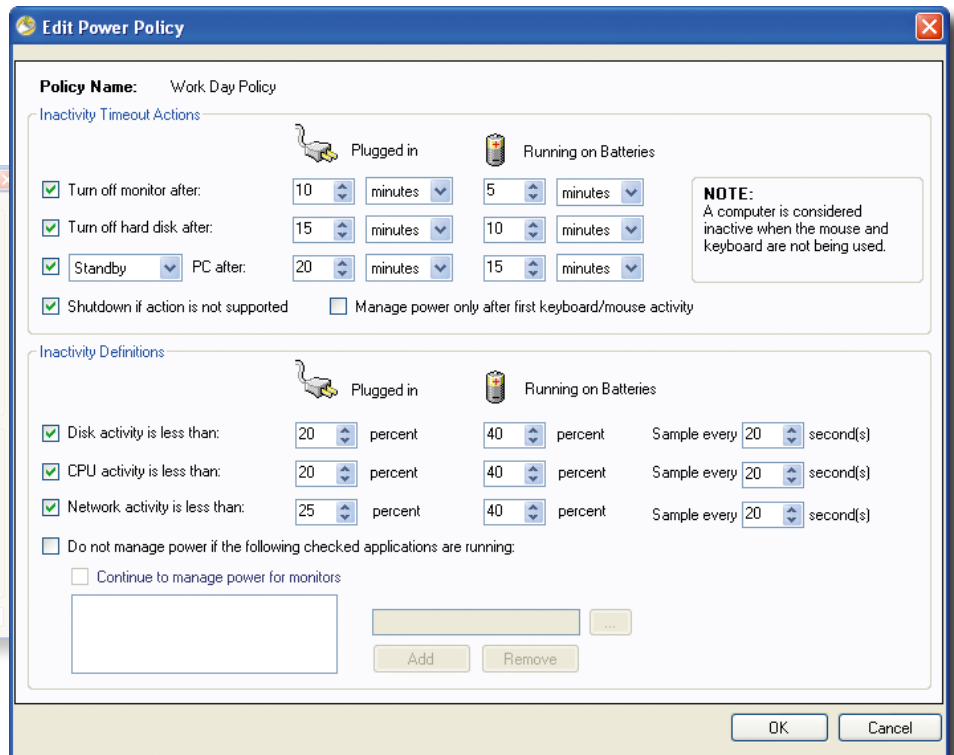 Edit Power Policy
Policy Name: Work Day Policy
Inactivity Timeout Actions
Plugged in Running on Batteries
Turn off monitor after: 10 minutes 5 minutes
Turn off hard disk after: 15 minutes 10 minutes
Standby PC after: 20 minutes 15 minutes
NOTE:
A computer is considered
inactive when the mouse and
keyboard are not being used.
Shutdown if action is not supported Manage power only after first keyboard/mouse activity
Inactivity Definitions
Plugged in Running on Batteries
Disk activity is less than: 20 percent 40 percent Sample every 20 second(s)
CPU activity is less than: 20 percent 40 percent Sample every 20 second(s)
Network activity is less than: 25 percent 40 percent Sample every 20 second(s)
Do not manage power if the following checked applications are running:
Continue to manage power for monitors
...
Add Remove
OK Cancel